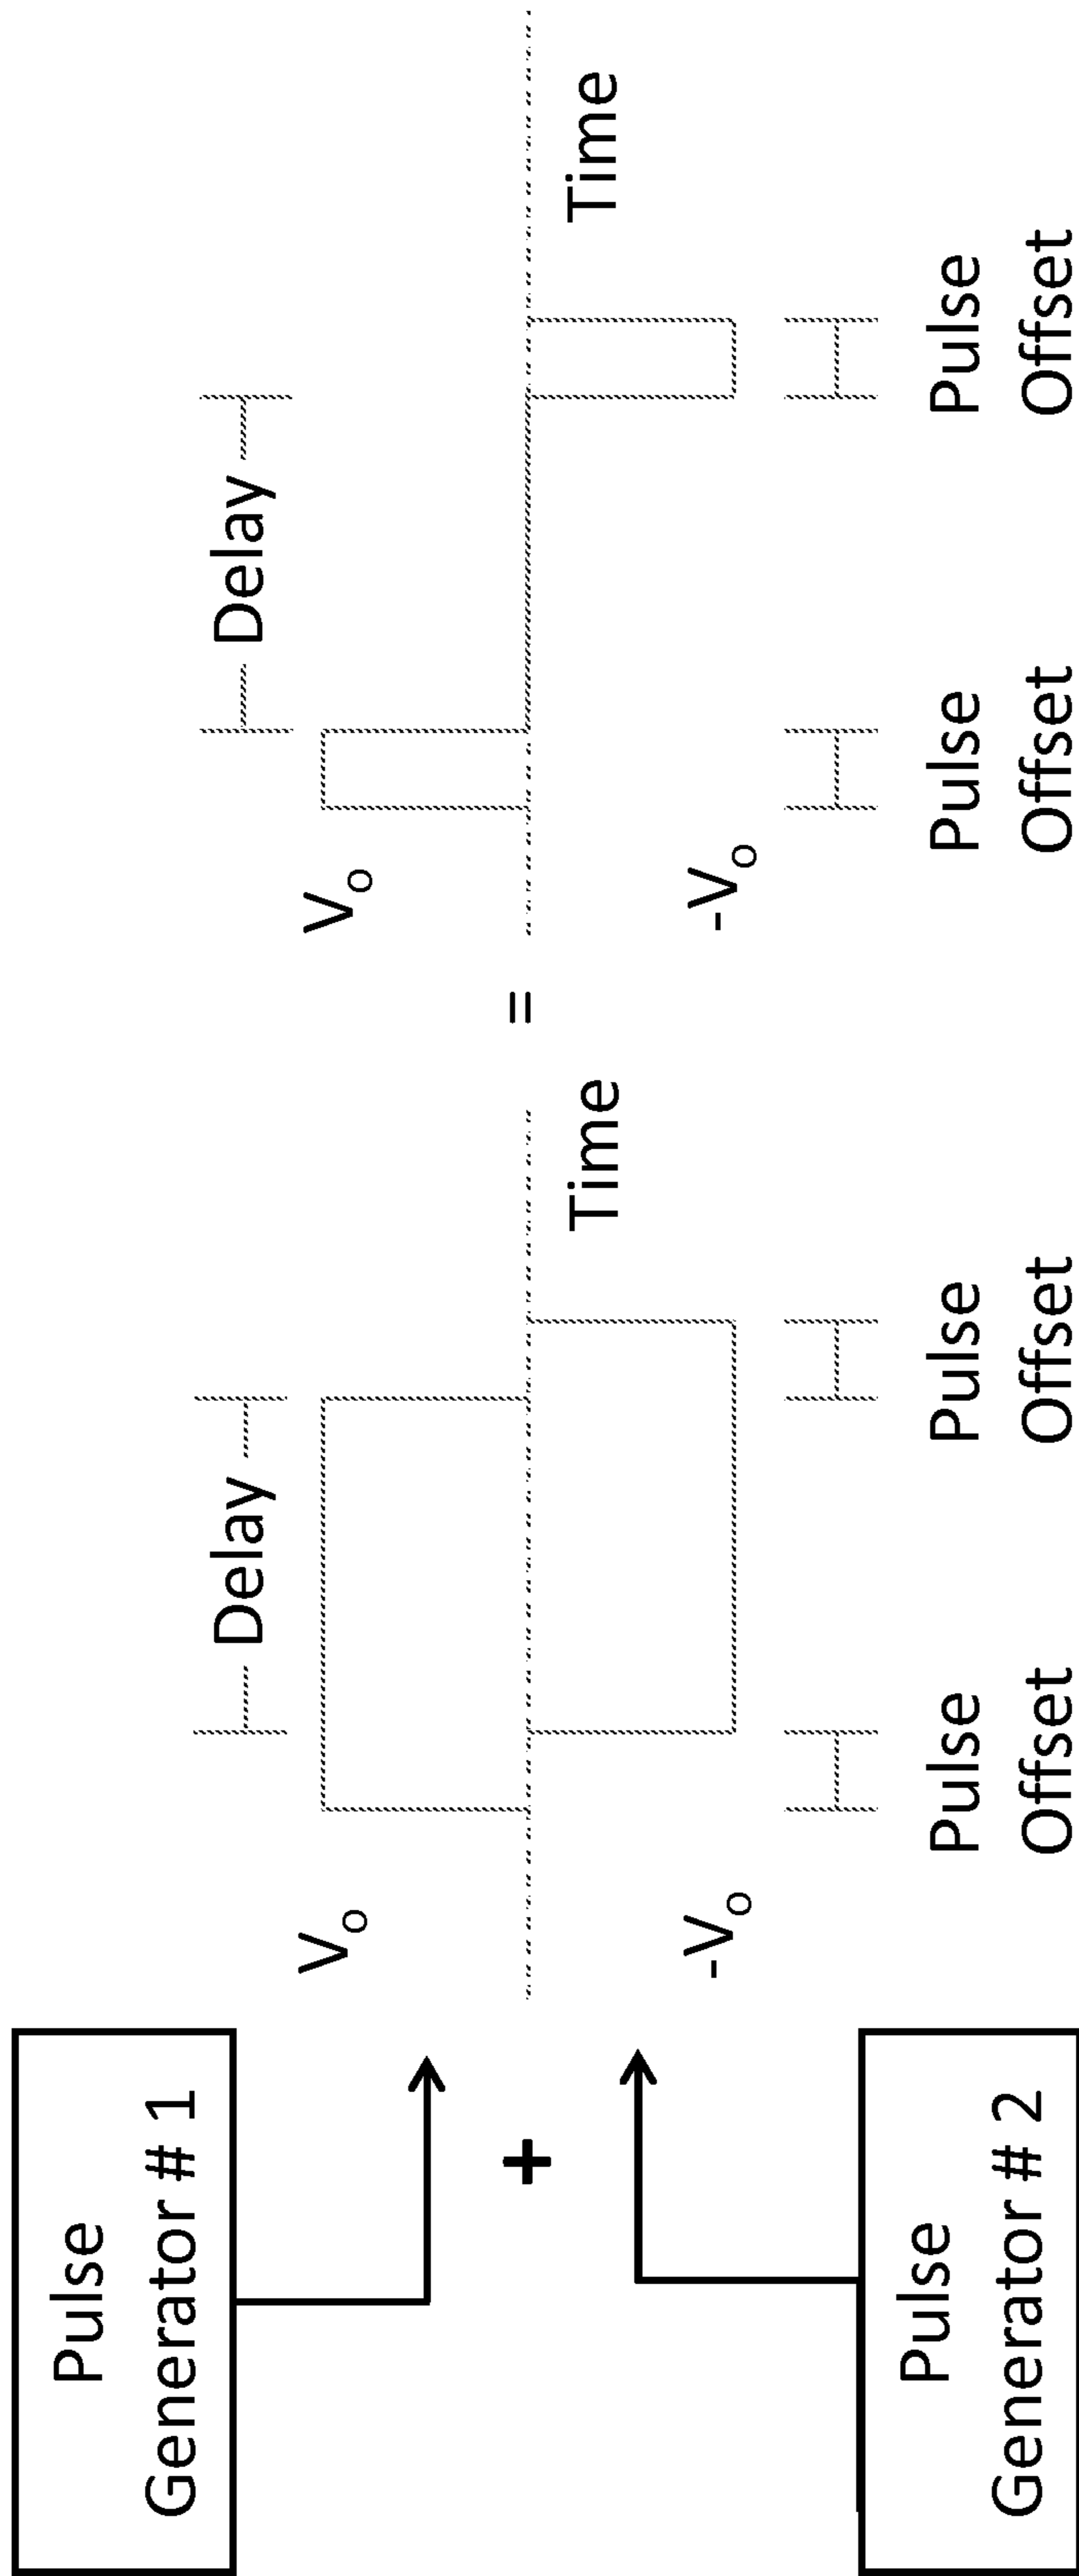 Pulse
Generator # 1
+
Pulse
Generator # 2
Delay
V₀
-V₀
Time
Pulse
Offset
Pulse
Offset
=
Delay
V₀
-V₀
Time
Pulse
Offset
Pulse
Offset